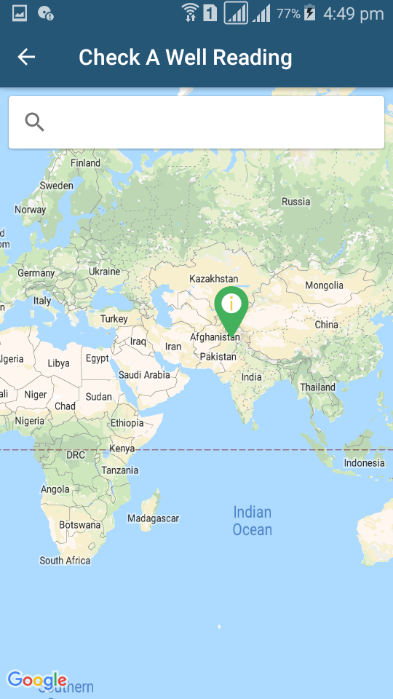 1 77% 4:49 pm
Check A Well Reading
Finland
Sweden
Russia
Norway
Germany
Ukraine
Kazakhstan
Mongolia
Italy
Turkey
China
Afghanistan
Iraq
Iran
Pakistan
Libya
Egypt
Saudi Arabia
India
Thailand
Niger
Chad
Sudan
Nigeria
Ethiopia
DRC
Kenya
Tanzania
Indonesia
Angola
Botswana
Madagascar
Indian
Ocean
South Africa
Google